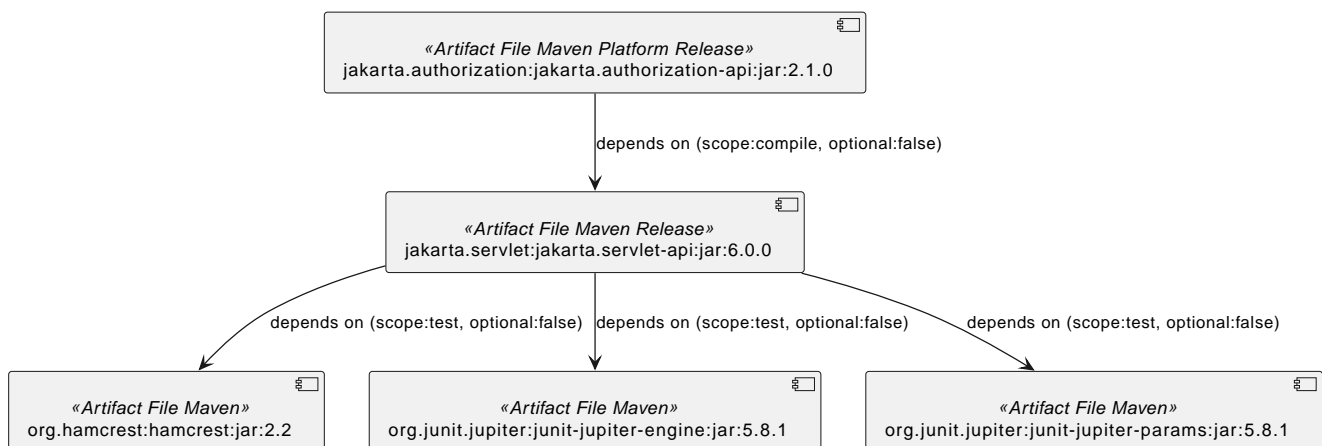 «Artifact File Maven Platform Release»
jakarta.authorization:jakarta.authorization-api:jar:2.1.0
depends on (scope:compile, optional:false)
«Artifact File Maven Release»
jakarta.servlet:jakarta.servlet-api:jar:6.0.0
depends on (scope:test, optional:false)
depends on (scope:test, optional:false)
depends on (scope:test, optional:false)
«Artifact File Maven»
org.hamcrest:hamcrest:jar:2.2
«Artifact File Maven»
org.junit.jupiter:junit-jupiter-engine:jar:5.8.1
«Artifact File Maven»
org.junit.jupiter:junit-jupiter-params:jar:5.8.1